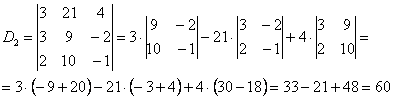 D₂ = |3 21 4; 3 9 −2; 2 10 −1| = 3·|9 −2; 10 −1| − 21·|3 −2; 2 −1| + 4·|3 9; 2 10| =
= 3·(−9+20)−21·(−3+4)+4·(30−18)=33−21+48=60